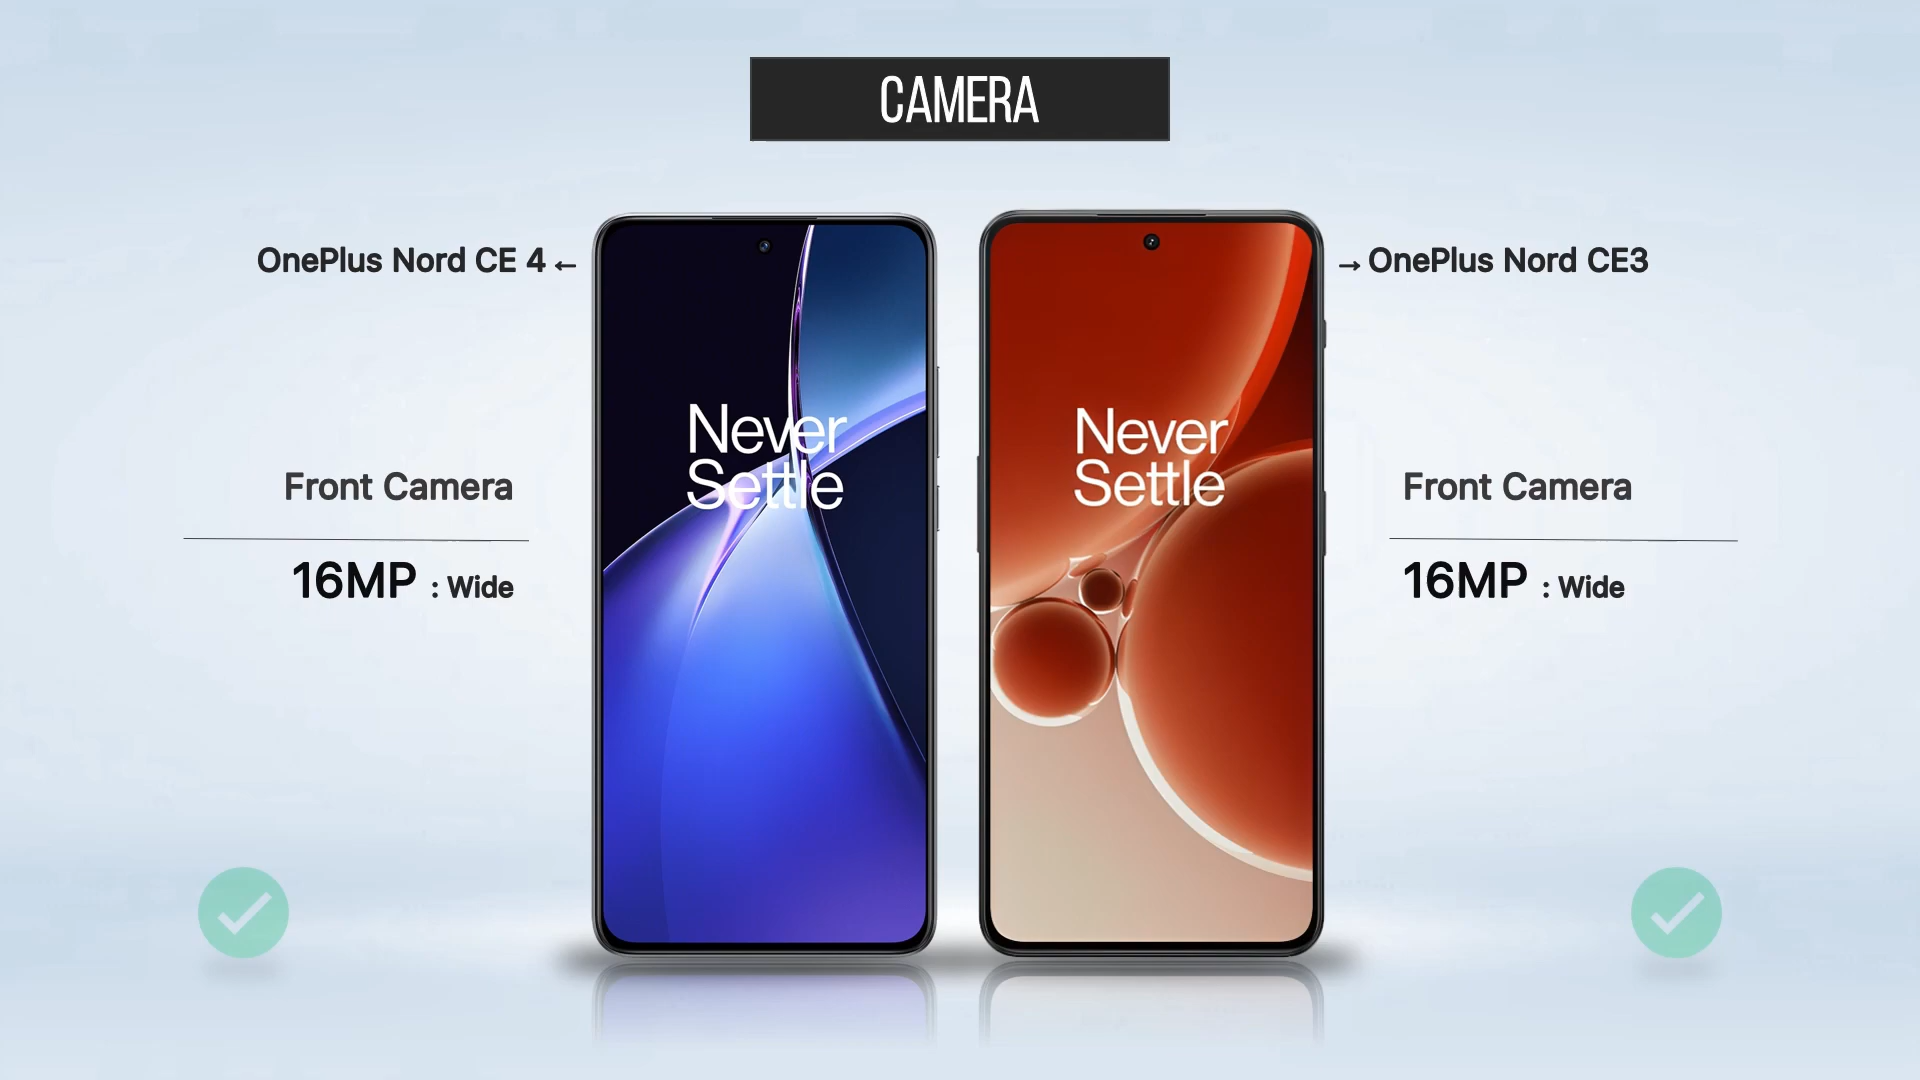 CAMERA
OnePlus Nord CE 4 ←
→ OnePlus Nord CE3
Never
Settle
Never
Settle
Front Camera
16MP : Wide
Front Camera
16MP : Wide